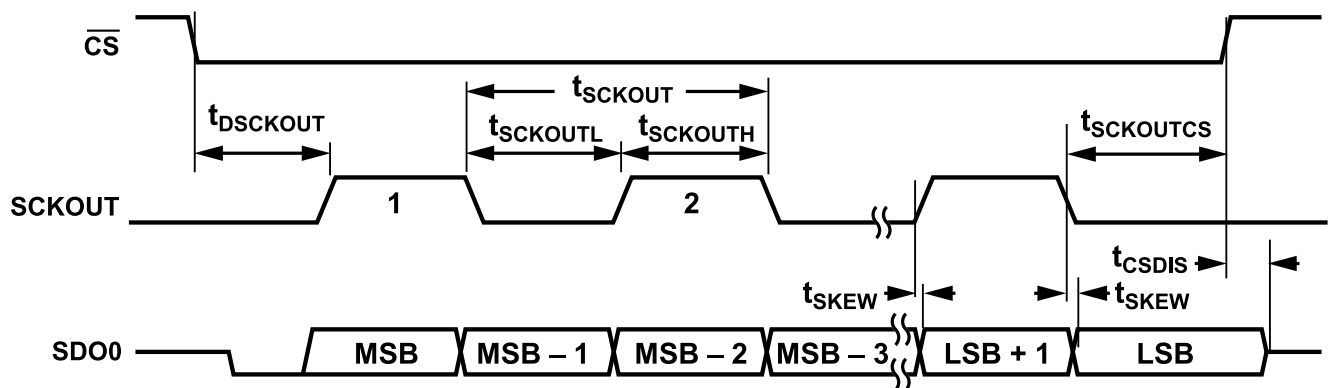 CS
tSCKOUT
tDSCKOUT
tSCKOUTL
tSCKOUTH
tSCKOUTCS
SCKOUT
1
2
tCSDIS
tSKEW
tSKEW
SDO0
MSB
MSB – 1
MSB – 2
MSB – 3
LSB + 1
LSB